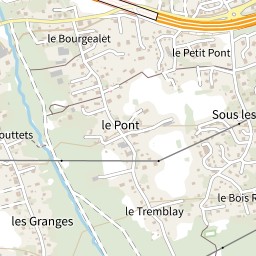 le Bourgealet
le Petit Pont
le Pont
Sous les
outtets
le Bois R
le Tremblay
les Granges